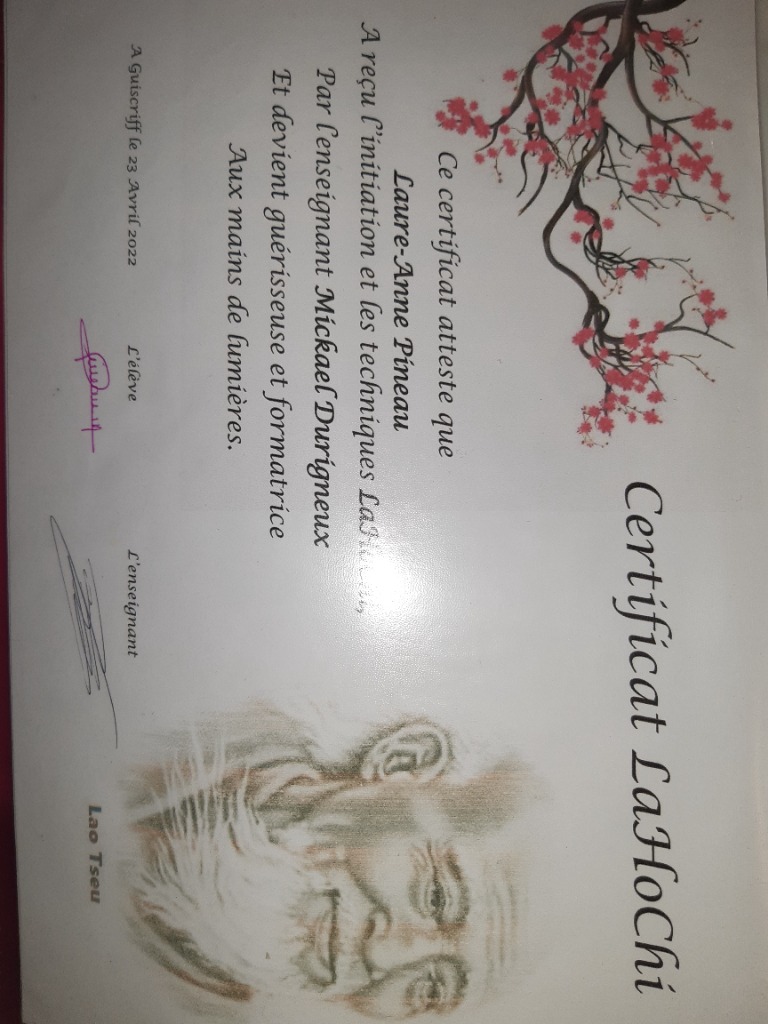 Certificat LaHoChi
Ce certificat atteste que
Laure-Anne Pineau
A reçu l'initiation et les techniques LaHoChi,
Par l'enseignant Mickael Durigneux
Et devient guérisseuse et formatrice
Aux mains de lumières.
A Guiscriff le 23 Avril 2022
L'élève
L'enseignant
Lao Tseu